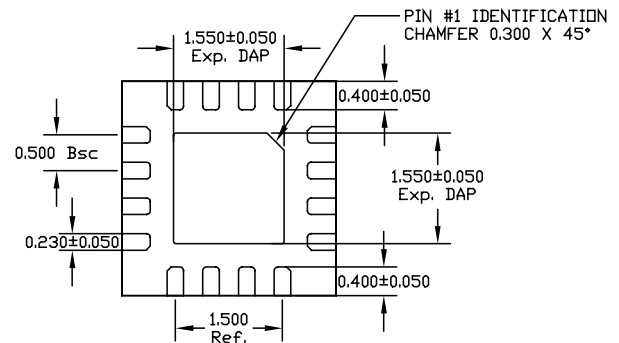 1.550±0.050
Exp. DAP
PIN #1 IDENTIFICATION
CHAMFER 0.300 X 45°
0.400±0.050
0.500 Bsc
1.550±0.050
Exp. DAP
0.230±0.050
0.400±0.050
1.500
Ref.